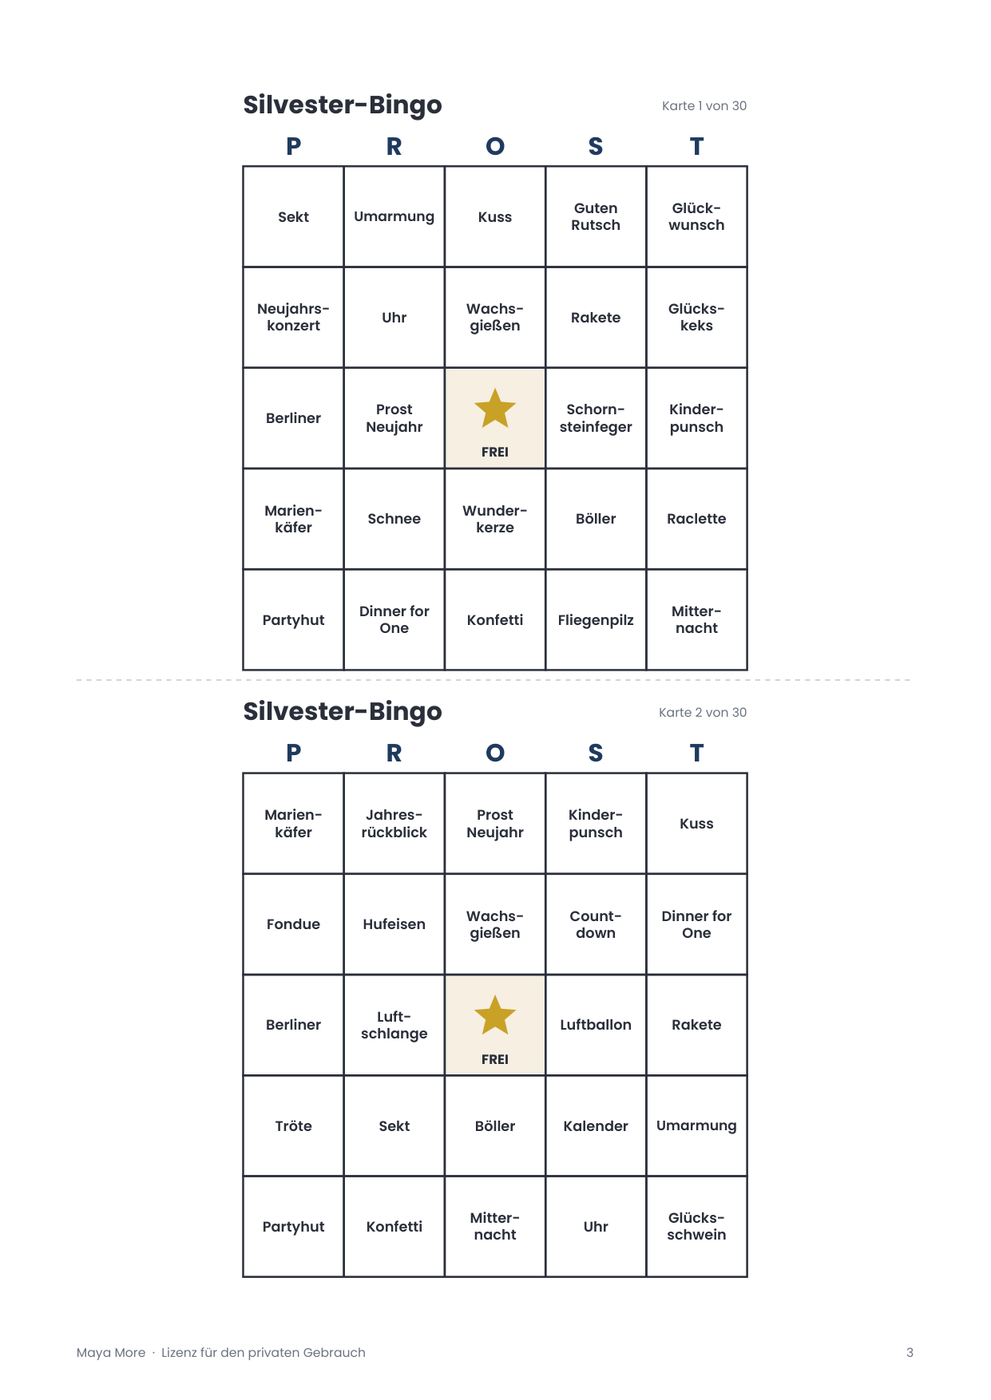 Silvester-Bingo
Karte 1 von 30
P R O S T
Sekt
Umarmung
Kuss
Guten
Rutsch
Glück-
wunsch
Neujahrs-
konzert
Uhr
Wachs-
gießen
Rakete
Glücks-
keks
Berliner
Prost
Neujahr
FREI
Schorn-
steinfeger
Kinder-
punsch
Marien-
käfer
Schnee
Wunder-
kerze
Böller
Raclette
Partyhut
Dinner for
One
Konfetti
Fliegenpilz
Mitter-
nacht
Silvester-Bingo
Karte 2 von 30
P R O S T
Marien-
käfer
Jahres-
rückblick
Prost
Neujahr
Kinder-
punsch
Kuss
Fondue
Hufeisen
Wachs-
gießen
Count-
down
Dinner for
One
Berliner
Luft-
schlange
FREI
Luftballon
Rakete
Tröte
Sekt
Böller
Kalender
Umarmung
Partyhut
Konfetti
Mitter-
nacht
Uhr
Glücks-
schwein
Maya More · Lizenz für den privaten Gebrauch
3